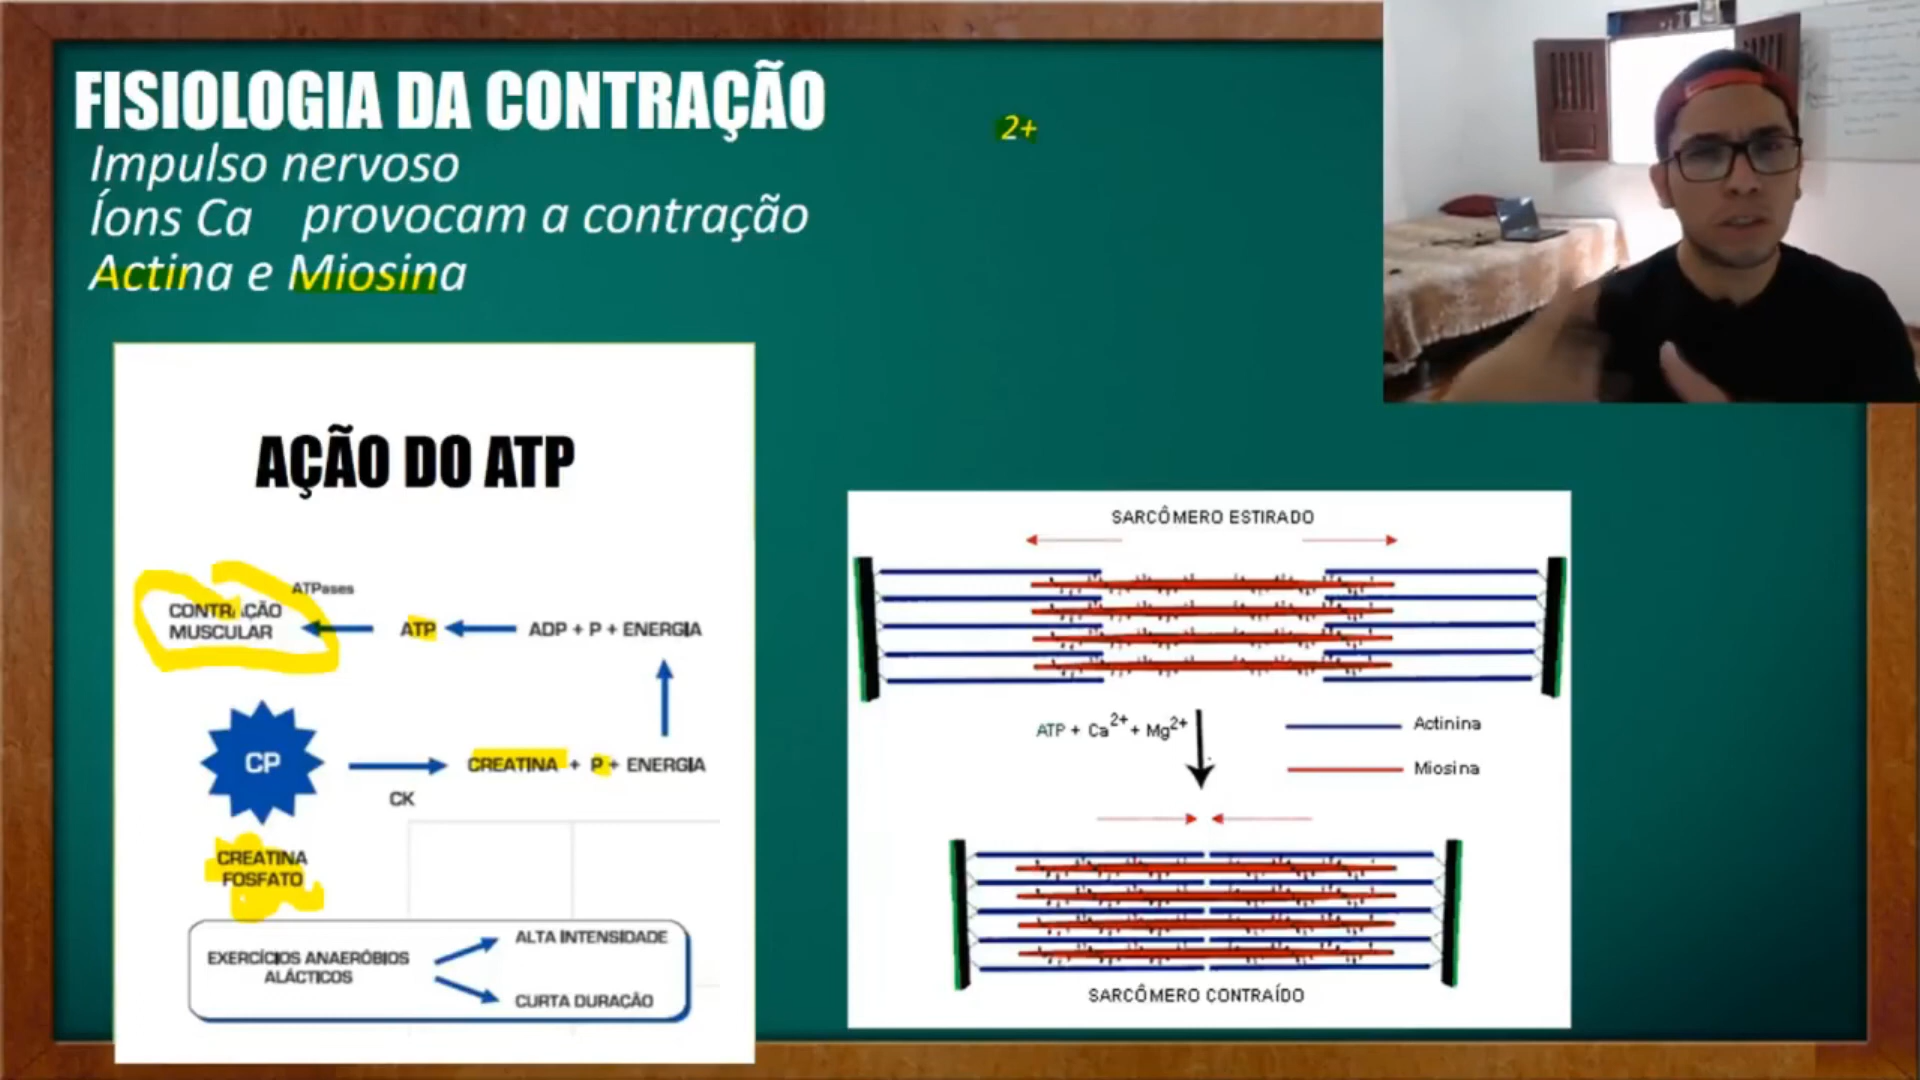 FISIOLOGIA DA CONTRAÇÃO
2+
Impulso nervoso
Íons Ca provocam a contração
Actina e Miosina
AÇÃO DO ATP
ATPases
CONTRAÇÃO
MUSCULAR
ATP
ADP + P + ENERGIA
CP
CK
CREATINA + P + ENERGIA
CREATINA
FOSFATO
EXERCÍCIOS ANAERÓBIOS
ALÁCTICOS
ALTA INTENSIDADE
CURTA DURAÇÃO
SARCÔMERO ESTIRADO
ATP + Ca2+ + Mg2+
Actinina
Miosina
SARCÔMERO CONTRAÍDO